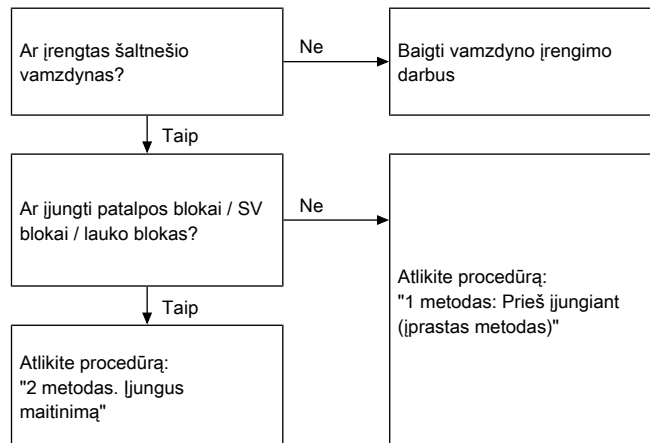 Ar įrengtas šaltnešio
vamzdynas?
Ne
Baigti vamzdyno įrengimo
darbus
Taip
Ar įjungti patalpos blokai / SV
blokai / lauko blokas?
Ne
Atlikite procedūrą:
"1 metodas: Prieš įjungiant
(įprastas metodas)"
Taip
Atlikite procedūrą:
"2 metodas. Įjungus
maitinimą"